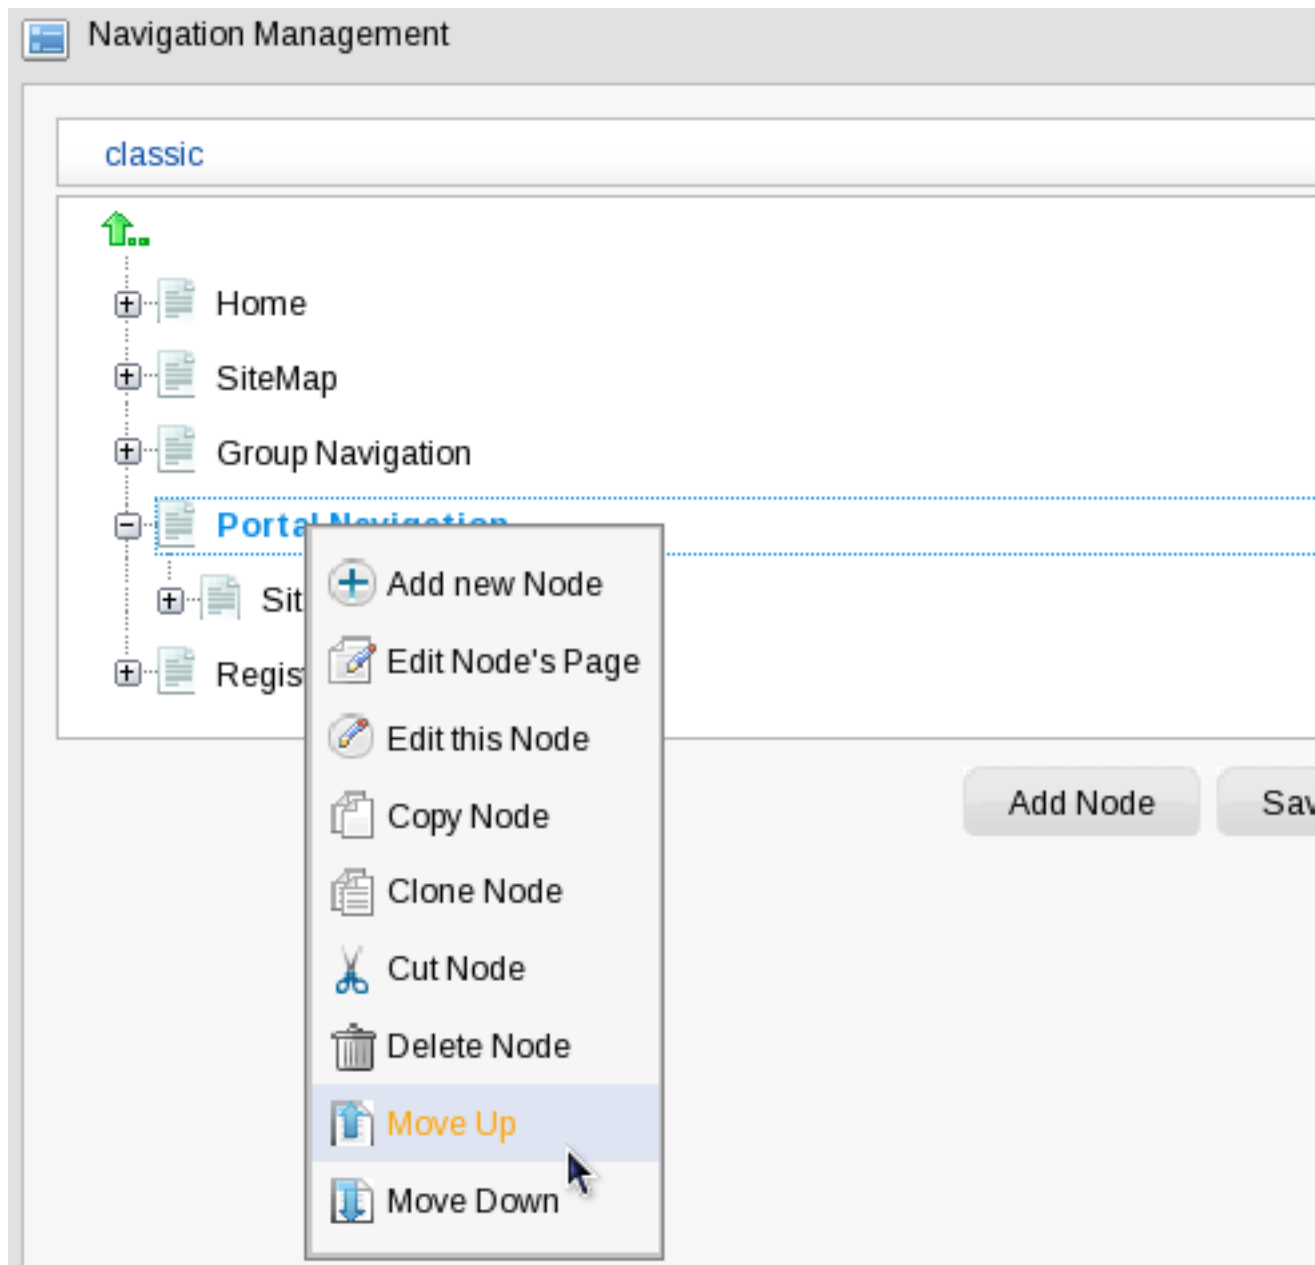 Navigation Management
classic
Home
SiteMap
Group Navigation
Portal Navigation
Add new Node
Edit Node's Page
Edit this Node
Copy Node
Clone Node
Cut Node
Delete Node
Move Up
Move Down
Add Node